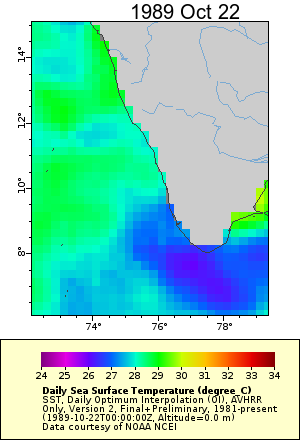 1989 Oct 22
14°
12°
10°
8°
74° 76° 78°
24 25 26 27 28 29 30 31 32 33 34
Daily Sea Surface Temperature (degree_C)
SST, Daily Optimum Interpolation (OI), AVHRR
Only, Version 2, Final+Preliminary, 1981-present
(1989-10-22T00:00:00Z, Altitude=0.0 m)
Data courtesy of NOAA NCEI